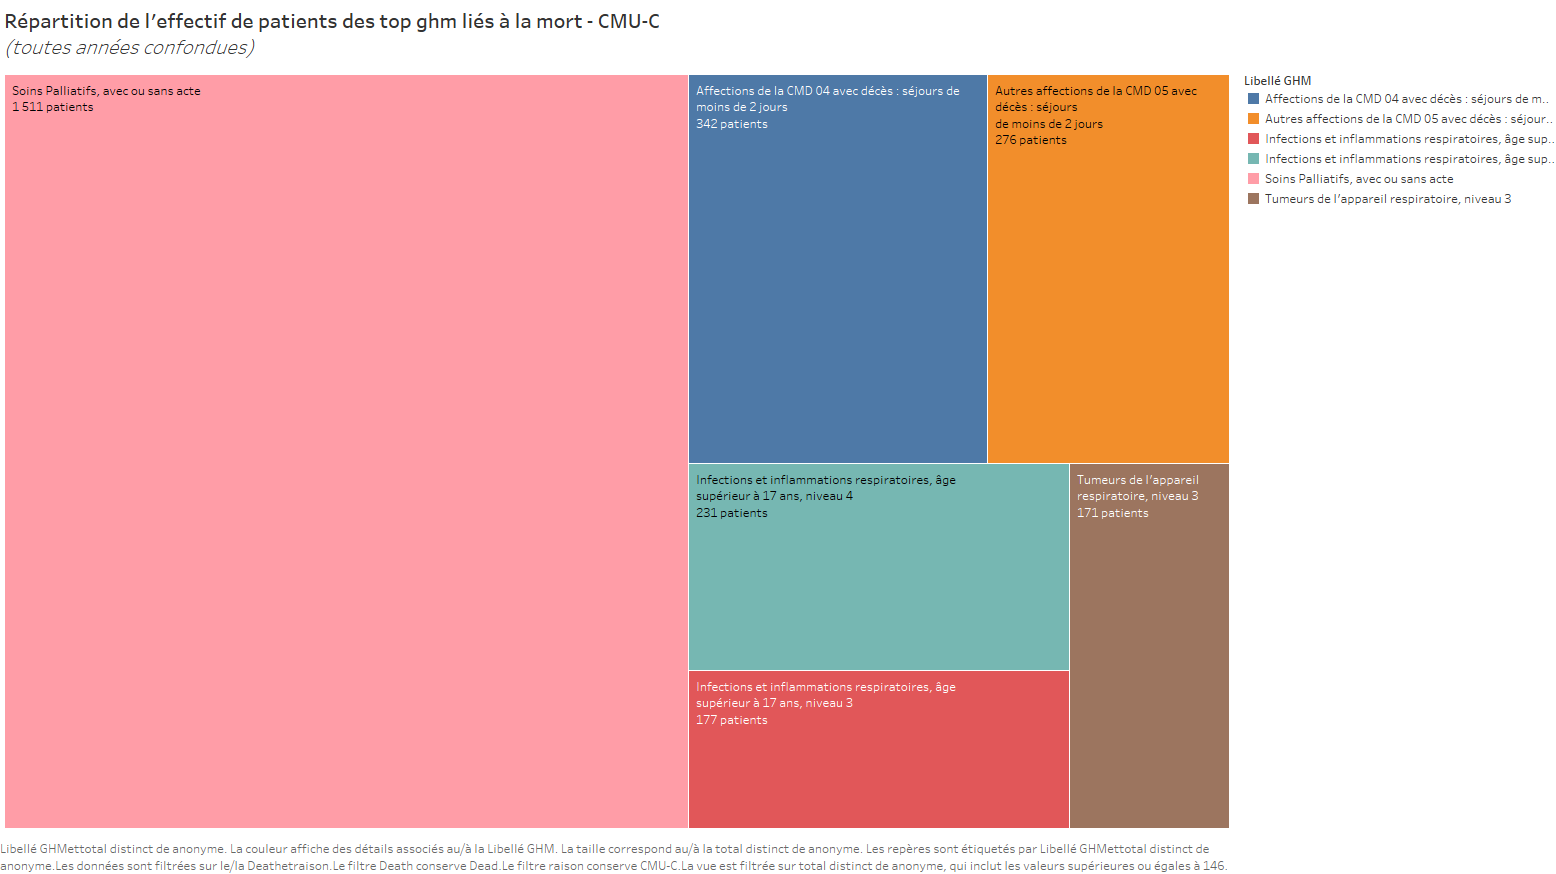 Répartition de l'effectif de patients des top ghm liés à la mort - CMU-C
(toutes années confondues)
Soins Palliatifs, avec ou sans acte
1 511 patients
Affections de la CMD 04 avec décès : séjours de
moins de 2 jours
342 patients
Autres affections de la CMD 05 avec
décès : séjours
de moins de 2 jours
276 patients
Infections et inflammations respiratoires, âge
supérieur à 17 ans, niveau 4
231 patients
Tumeurs de l'appareil
respiratoire, niveau 3
171 patients
Infections et inflammations respiratoires, âge
supérieur à 17 ans, niveau 3
177 patients
Libellé GHM
Affections de la CMD 04 avec décès : séjours de m..
Autres affections de la CMD 05 avec décès : séjour..
Infections et inflammations respiratoires, âge sup..
Infections et inflammations respiratoires, âge sup..
Soins Palliatifs, avec ou sans acte
Tumeurs de l'appareil respiratoire, niveau 3
Libellé GHMettotal distinct de anonyme. La couleur affiche des détails associés au/à la Libellé GHM. La taille correspond au/à la total distinct de anonyme. Les repères sont étiquetés par Libellé GHMettotal distinct de
anonyme.Les données sont filtrées sur le/la Deathetraison.Le filtre Death conserve Dead.Le filtre raison conserve CMU-C.La vue est filtrée sur total distinct de anonyme, qui inclut les valeurs supérieures ou égales à 146.